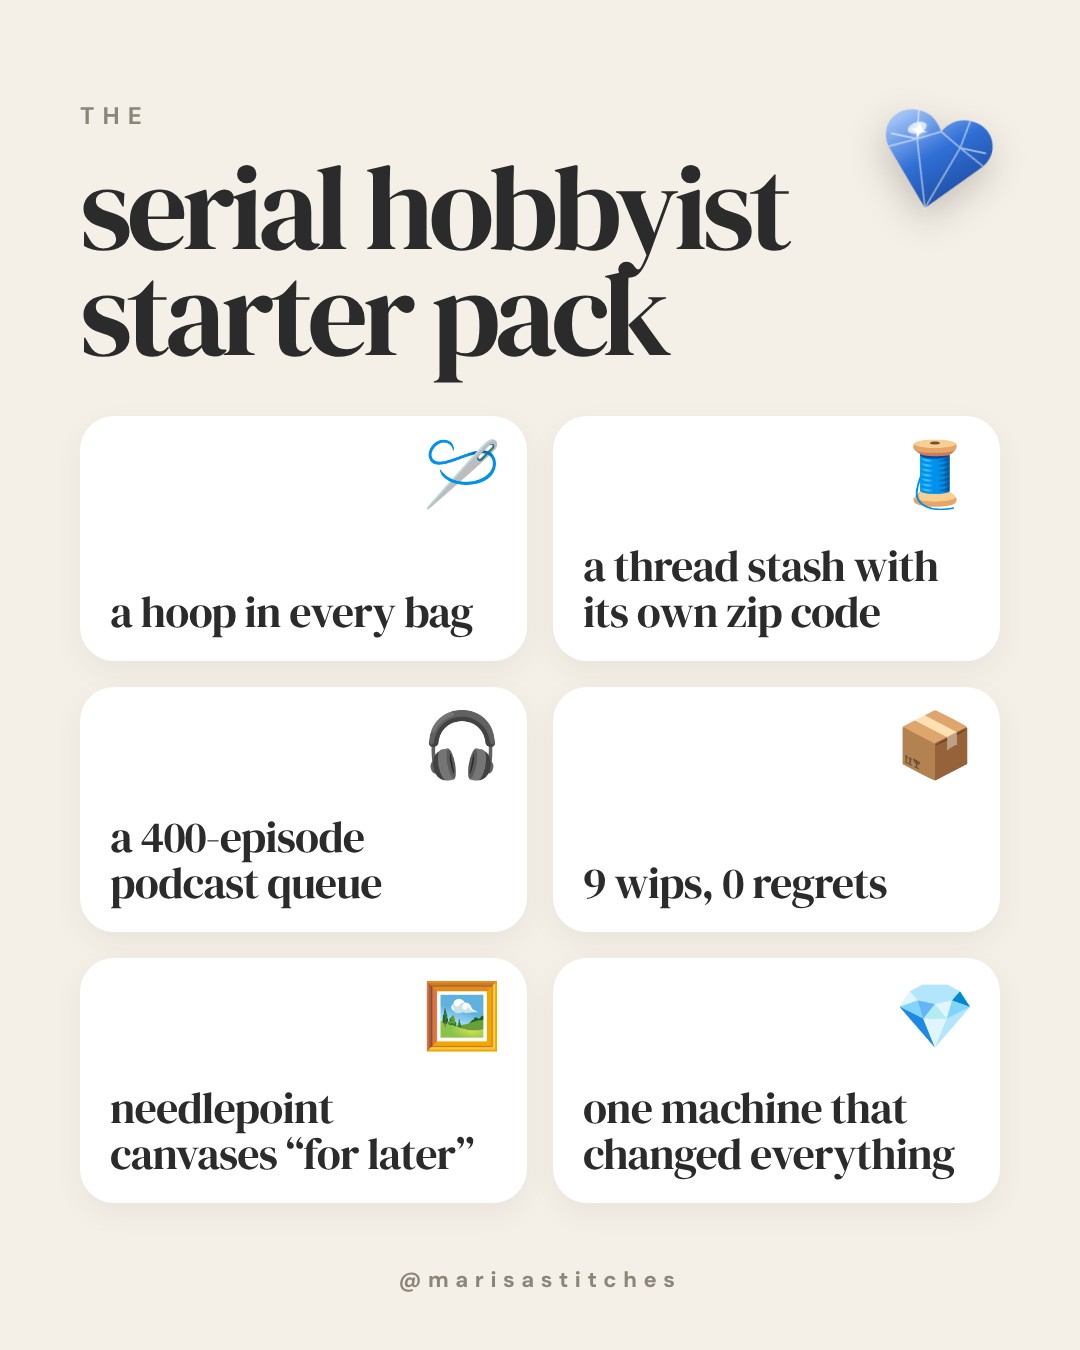 THE
serial hobbyist
starter pack
a hoop in every bag
a thread stash with
its own zip code
a 400-episode
podcast queue
9 wips, 0 regrets
needlepoint
canvases “for later”
one machine that
changed everything
@marisastitches